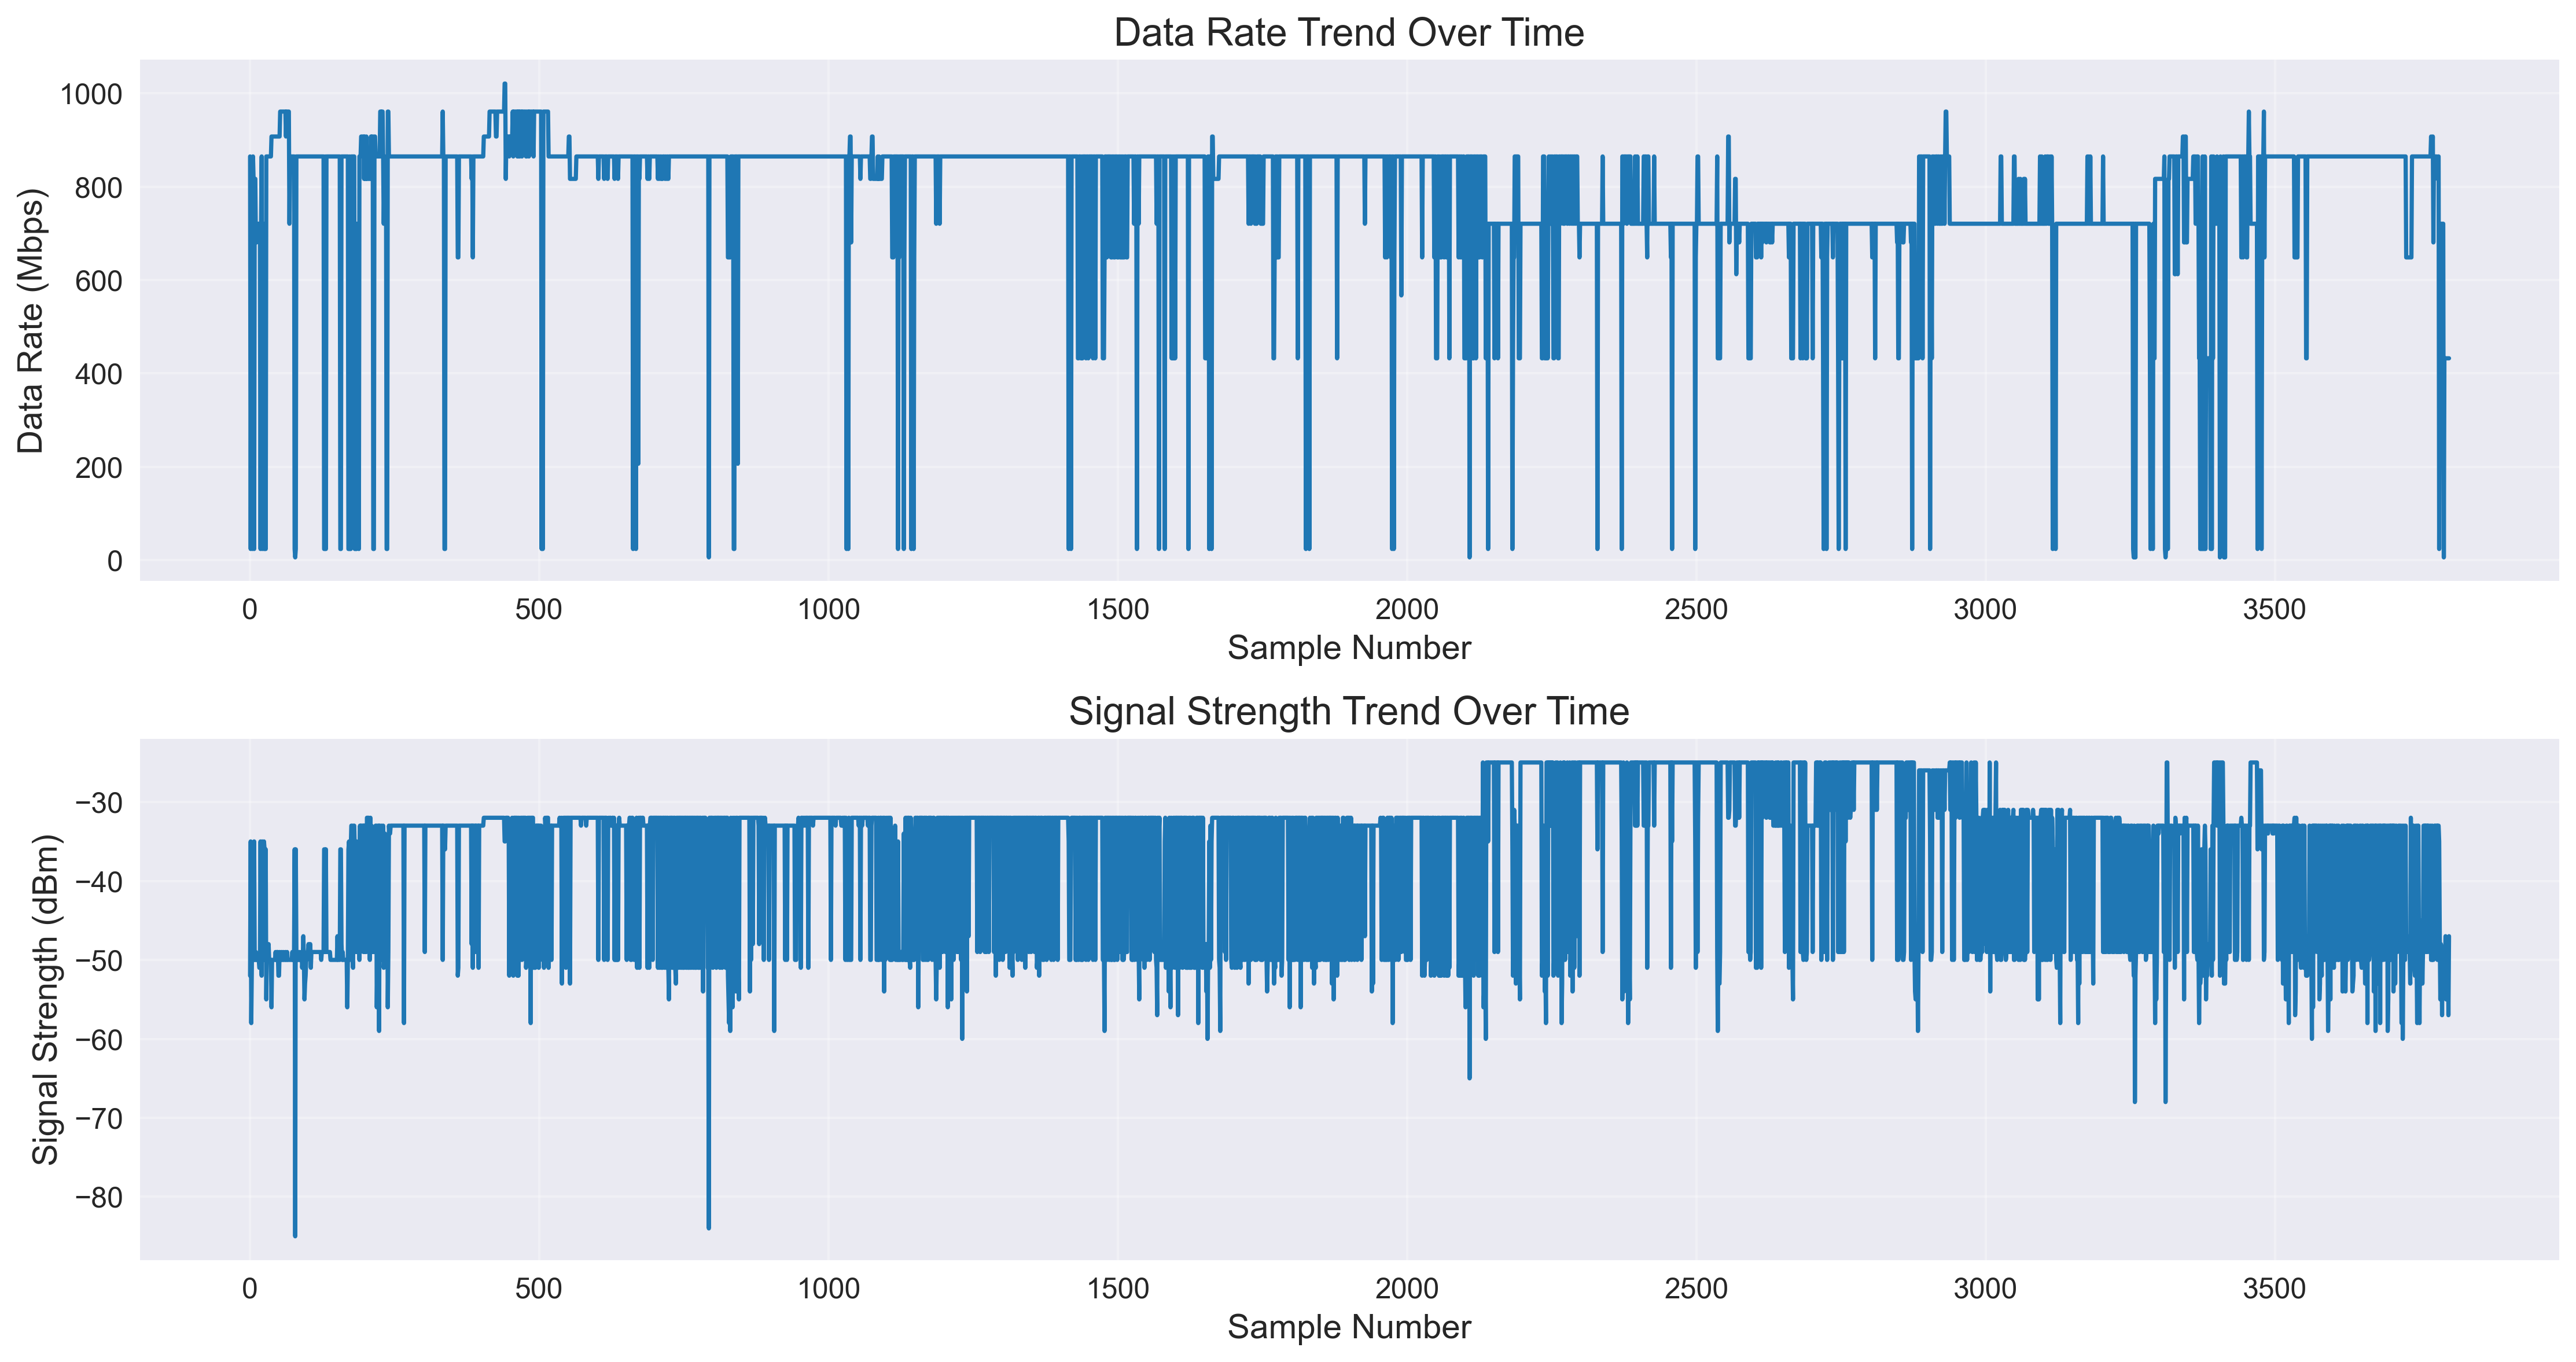 Data Rate Trend Over Time
Data Rate (Mbps)
1000
800
600
400
200
0
0 500 1000 1500 2000 2500 3000 3500
Sample Number
Signal Strength Trend Over Time
Signal Strength (dBm)
−30
−40
−50
−60
−70
−80
0 500 1000 1500 2000 2500 3000 3500
Sample Number